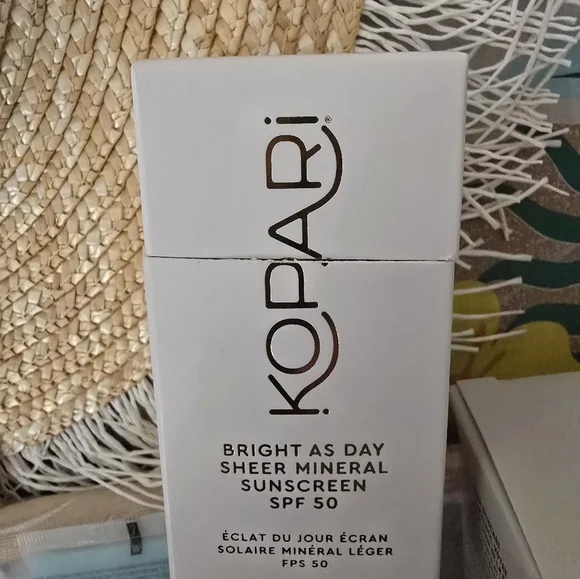 KOPARI®
BRIGHT AS DAY
SHEER MINERAL
SUNSCREEN
SPF 50
ÉCLAT DU JOUR ÉCRAN
SOLAIRE MINÉRAL LÉGER
FPS 50